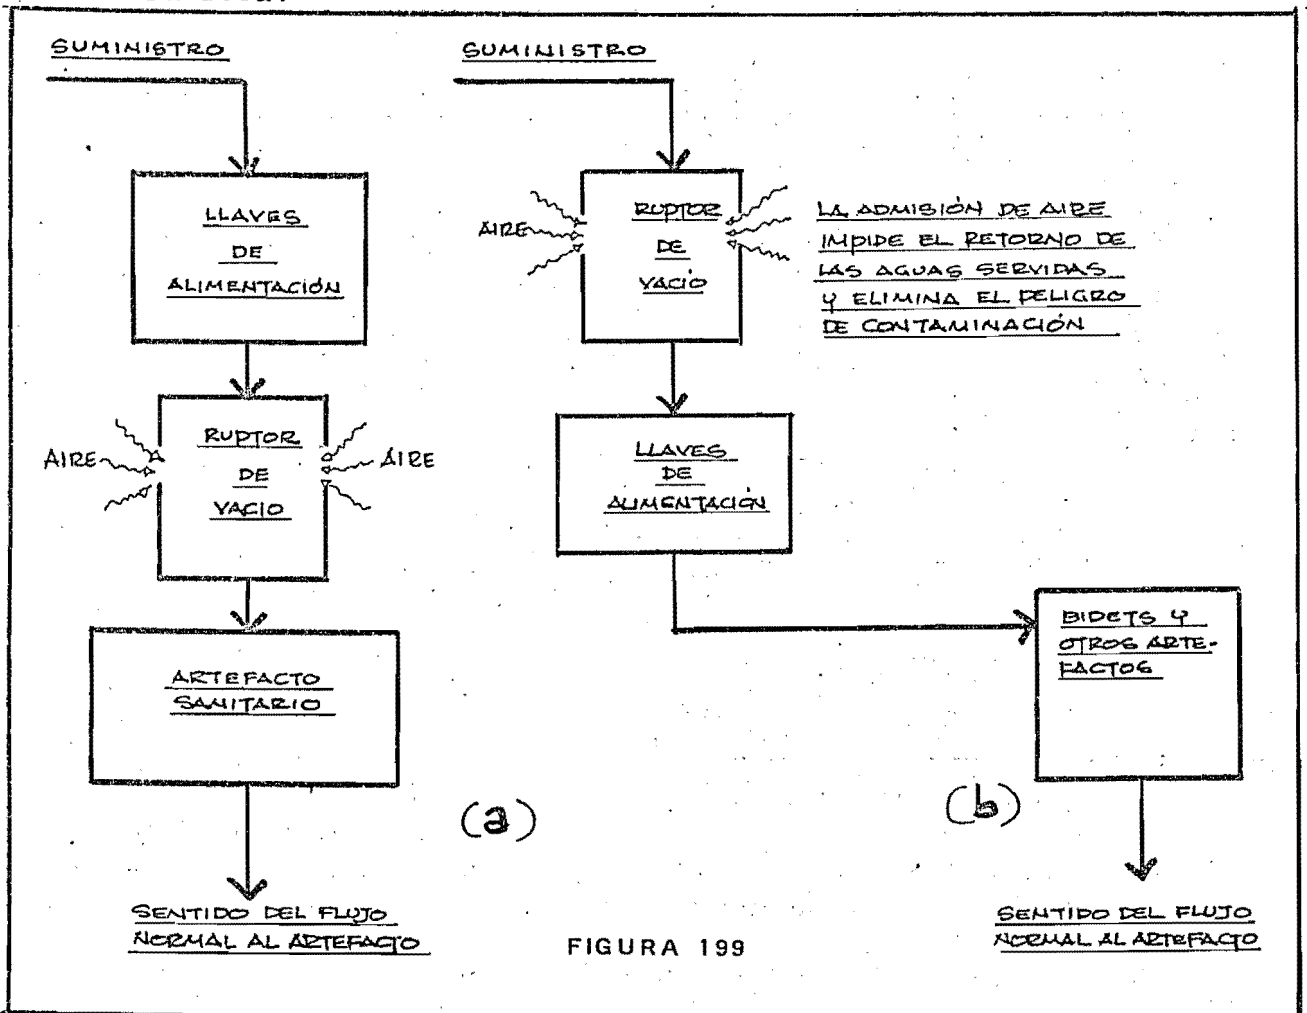 SUMINISTRO
LLAVES
DE
ALIMENTACIÓN
AIRE
RUPTOR
DE
VACIO
AIRE
ARTEFACTO
SANITARIO
SENTIDO DEL FLUJO
NORMAL AL ARTEFACTO
(a)
SUMINISTRO
AIRE
RUPTOR
DE
VACÍO
LA ADMISIÓN DE AIRE
IMPIDE EL RETORNO DE
LAS AGUAS SERVIDAS
Y ELIMINA EL PELIGRO
DE CONTAMINACIÓN
LLAVES
DE
ALIMENTACIÓN
BIDETS Y
OTROS ARTE-
FACTOS
(b)
SENTIDO DEL FLUJO
NORMAL AL ARTEFACTO
FIGURA 199